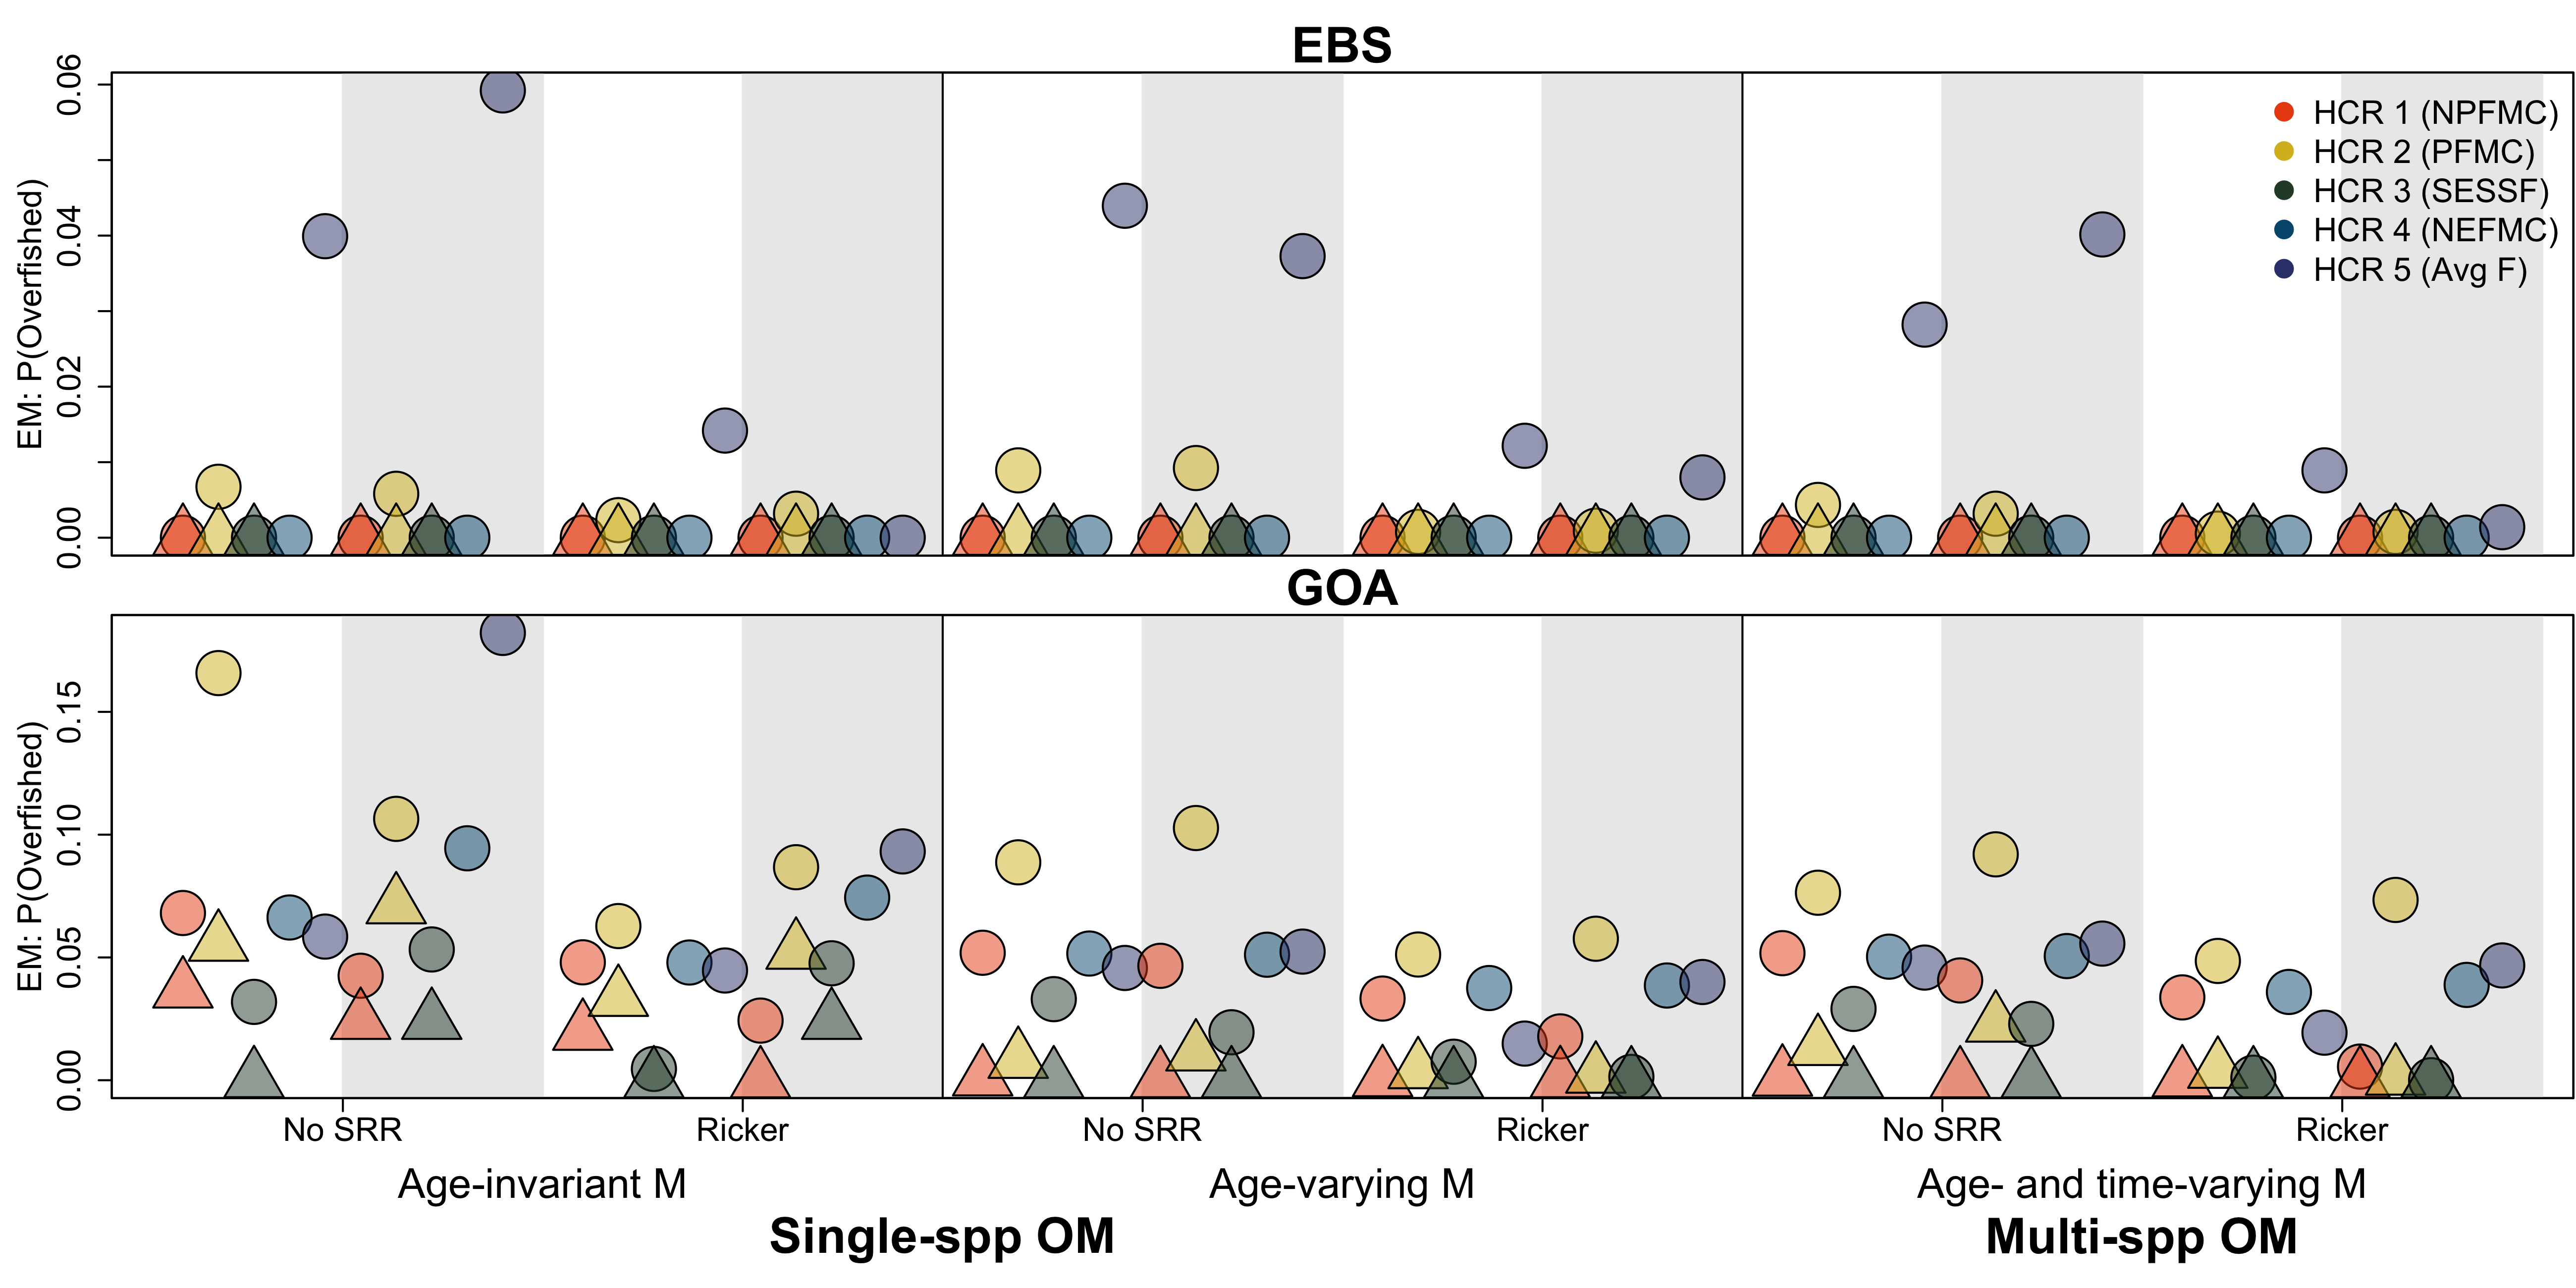 EBS
EM: P(Overfished)
0.06
0.04
0.02
0.00
HCR 1 (NPFMC)
HCR 2 (PFMC)
HCR 3 (SESSF)
HCR 4 (NEFMC)
HCR 5 (Avg F)
GOA
EM: P(Overfished)
0.15
0.10
0.05
0.00
No SRR Ricker No SRR Ricker No SRR Ricker
Age-invariant M Age-varying M Age- and time-varying M
Single-spp OM Multi-spp OM